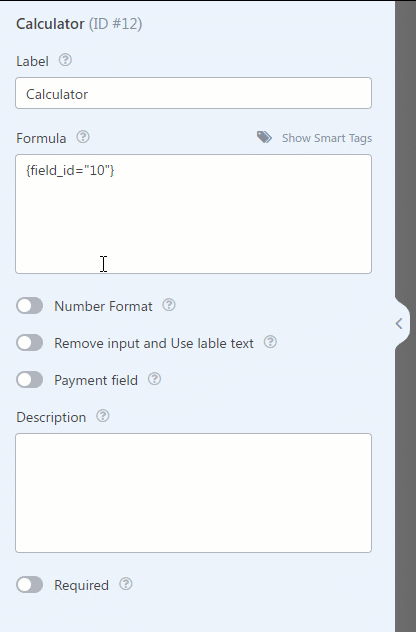 Calculator (ID #12)
Label ?
Calculator
Formula ? Show Smart Tags
{field_id="10"}
Number Format ?
Remove input and Use lable text ?
Payment field ?
Description ?
Required ?